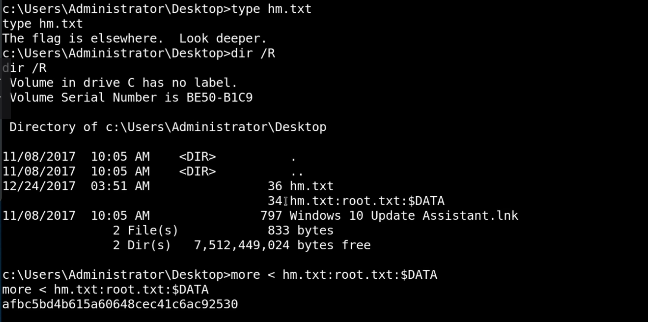 c:\Users\Administrator\Desktop>type hm.txt
type hm.txt
The flag is elsewhere.  Look deeper.
c:\Users\Administrator\Desktop>dir /R
dir /R
 Volume in drive C has no label.
 Volume Serial Number is BE50-B1C9
 Directory of c:\Users\Administrator\Desktop
11/08/2017  10:05 AM    <DIR>          .
11/08/2017  10:05 AM    <DIR>          ..
12/24/2017  03:51 AM                36 hm.txt
                                    34 hm.txt:root.txt:$DATA
11/08/2017  10:05 AM               797 Windows 10 Update Assistant.lnk
               2 File(s)            833 bytes
               2 Dir(s)   7,512,449,024 bytes free
c:\Users\Administrator\Desktop>more < hm.txt:root.txt:$DATA
more < hm.txt:root.txt:$DATA
afbc5bd4b615a60648cec41c6ac92530